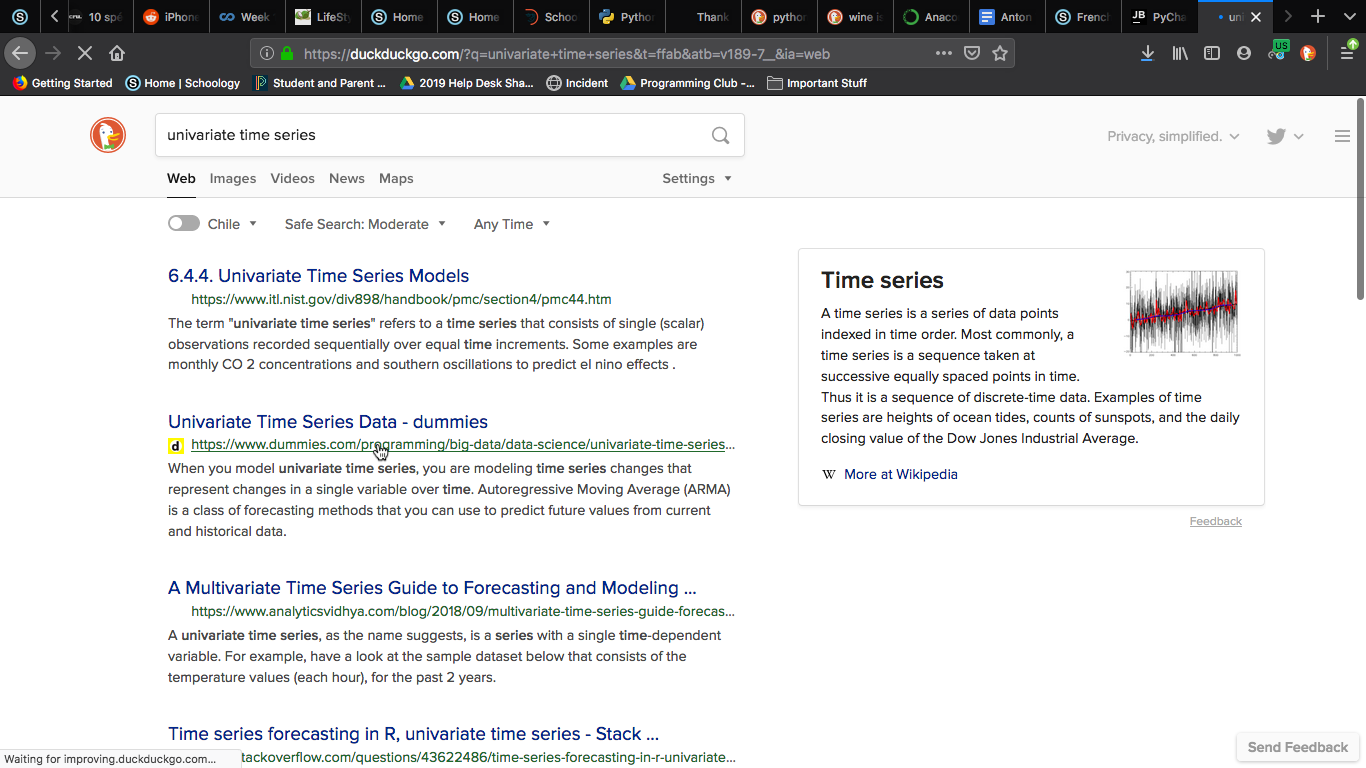 10 spé
iPhone
Week
LifeSty
Home
Home
Schoo
Pythor
Thank
python
wine is
Anaco
Anton
French
JB PyCha
uni
https://duckduckgo.com/?q=univariate+time+series&t=ffab&atb=v189-7__&ia=web
US
Getting Started
Home | Schoology
Student and Parent ...
2019 Help Desk Sha...
Incident
Programming Club -...
Important Stuff
univariate time series
Privacy, simplified.
Web Images Videos News Maps Settings
Chile Safe Search: Moderate Any Time
6.4.4. Univariate Time Series Models
https://www.itl.nist.gov/div898/handbook/pmc/section4/pmc44.htm
The term "univariate time series" refers to a time series that consists of single (scalar)
observations recorded sequentially over equal time increments. Some examples are
monthly CO 2 concentrations and southern oscillations to predict el nino effects .
Univariate Time Series Data - dummies
d https://www.dummies.com/programming/big-data/data-science/univariate-time-series...
When you model univariate time series, you are modeling time series changes that
represent changes in a single variable over time. Autoregressive Moving Average (ARMA)
is a class of forecasting methods that you can use to predict future values from current
and historical data.
A Multivariate Time Series Guide to Forecasting and Modeling ...
https://www.analyticsvidhya.com/blog/2018/09/multivariate-time-series-guide-forecas...
A univariate time series, as the name suggests, is a series with a single time-dependent
variable. For example, have a look at the sample dataset below that consists of the
temperature values (each hour), for the past 2 years.
Time series forecasting in R, univariate time series - Stack ...
tackoverflow.com/questions/43622486/time-series-forecasting-in-r-univariate...
Time series
A time series is a series of data points
indexed in time order. Most commonly, a
time series is a sequence taken at
successive equally spaced points in time.
Thus it is a sequence of discrete-time data. Examples of time
series are heights of ocean tides, counts of sunspots, and the daily
closing value of the Dow Jones Industrial Average.
W More at Wikipedia
Feedback
Send Feedback
Waiting for improving.duckduckgo.com...